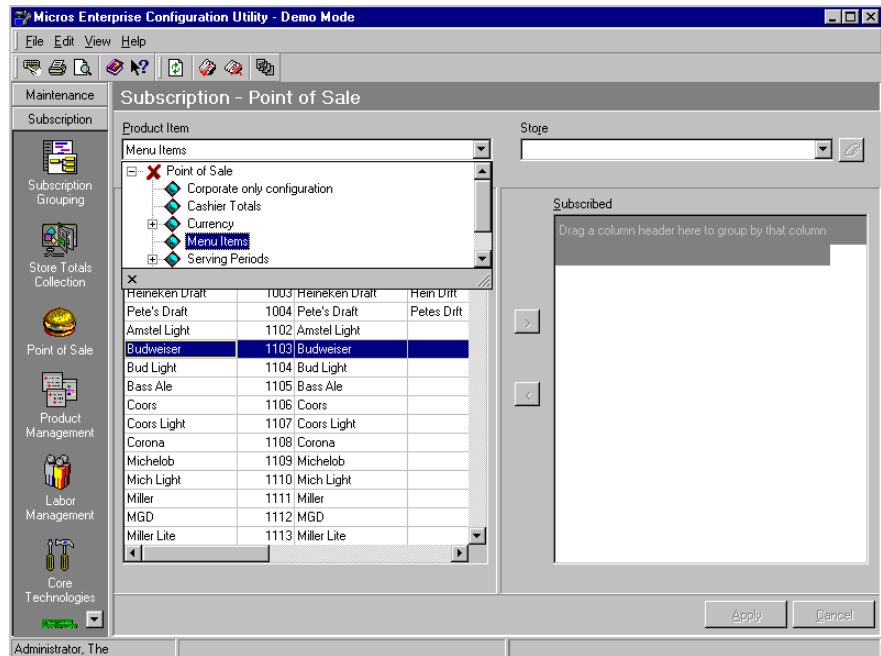 Micros Enterprise Configuration Utility - Demo Mode
File Edit View Help
Maintenance
Subscription
Subscription Grouping
Store Totals Collection
Point of Sale
Product Management
Labor Management
Core Technologies
Subscription - Point of Sale
Product Item
Menu Items
Point of Sale
Corporate only configuration
Cashier Totals
Currency
Menu Items
Serving Periods
Heineken Draft 1003 Heineken Draft Hein Drft
Pete's Draft 1004 Pete's Draft Petes Drft
Amstel Light 1102 Amstel Light
Budweiser 1103 Budweiser
Bud Light 1104 Bud Light
Bass Ale 1105 Bass Ale
Coors 1106 Coors
Coors Light 1107 Coors Light
Corona 1108 Corona
Michelob 1109 Michelob
Mich Light 1110 Mich Light
Miller 1111 Miller
MGD 1112 MGD
Miller Lite 1113 Miller Lite
Store
Subscribed
Drag a column header here to group by that column
>
<
Apply Cancel
Administrator, The